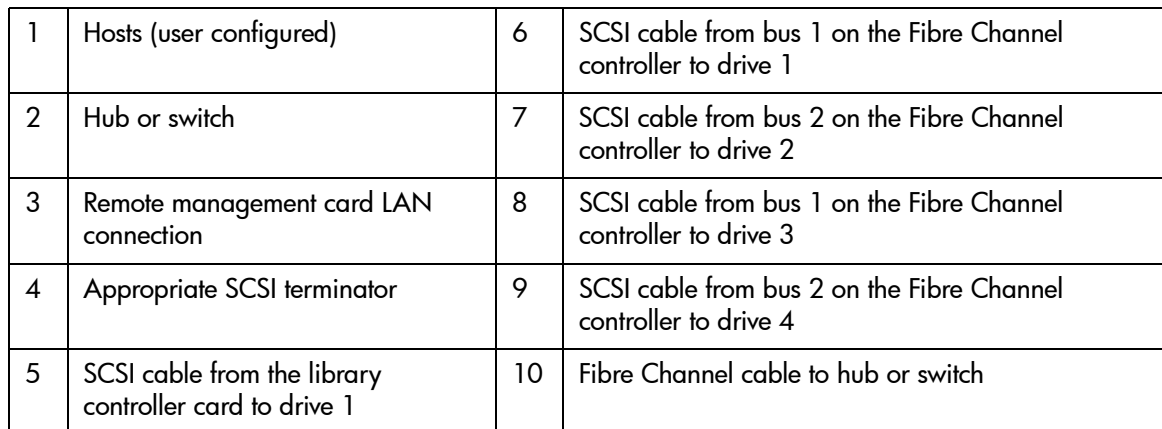 1 Hosts (user configured) 6 SCSI cable from bus 1 on the Fibre Channel
controller to drive 1
2 Hub or switch 7 SCSI cable from bus 2 on the Fibre Channel
controller to drive 2
3 Remote management card LAN 8 SCSI cable from bus 1 on the Fibre Channel
connection controller to drive 3
4 Appropriate SCSI terminator 9 SCSI cable from bus 2 on the Fibre Channel
controller to drive 4
5 SCSI cable from the library 10 Fibre Channel cable to hub or switch
controller card to drive 1